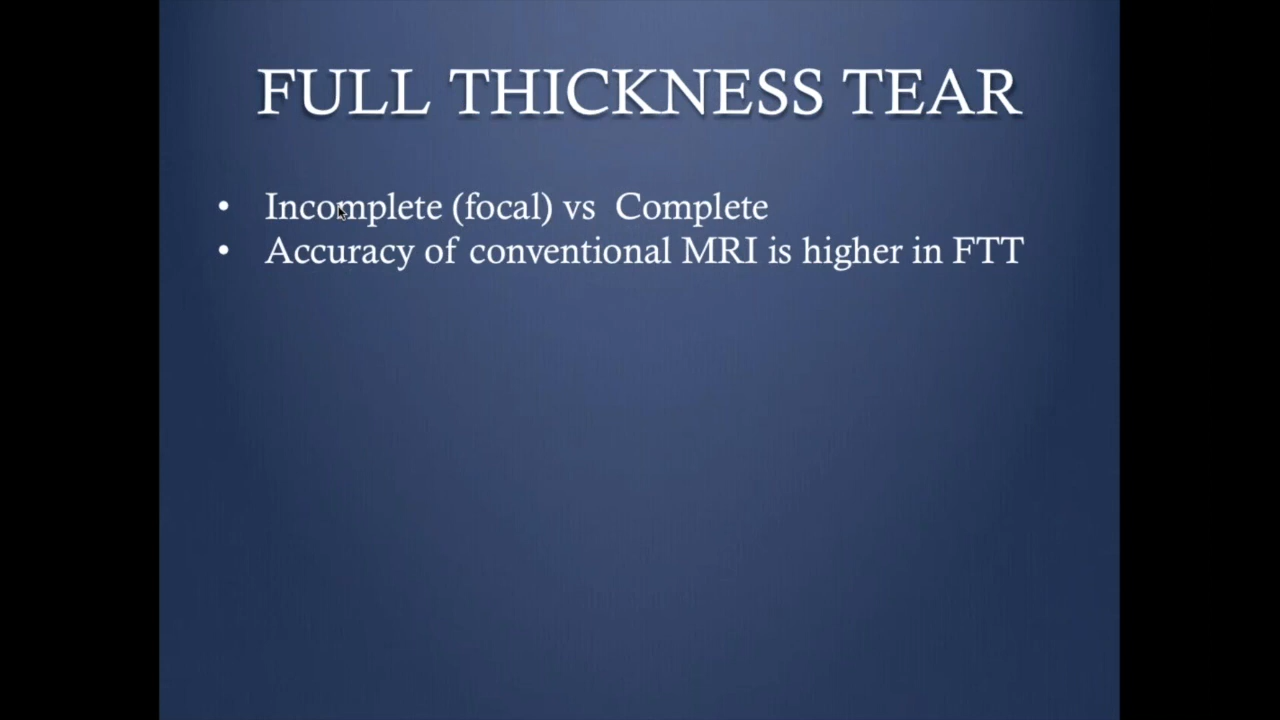 FULL THICKNESS TEAR
• Incomplete (focal) vs Complete
• Accuracy of conventional MRI is higher in FTT